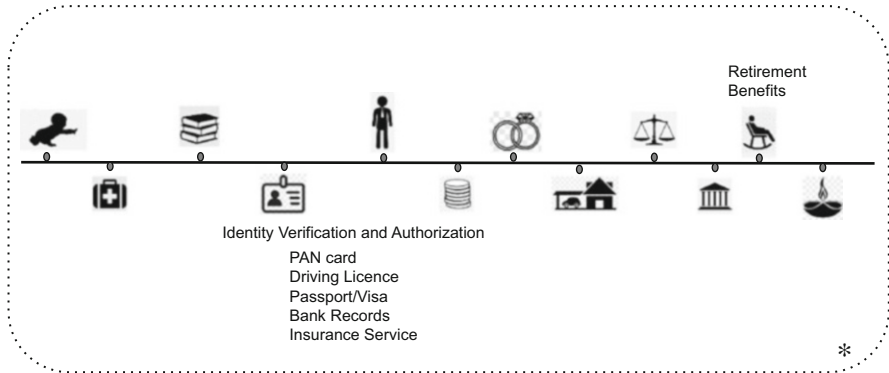 Retirement
Benefits
Identity Verification and Authorization
PAN card
Driving Licence
Passport/Visa
Bank Records
Insurance Service
*